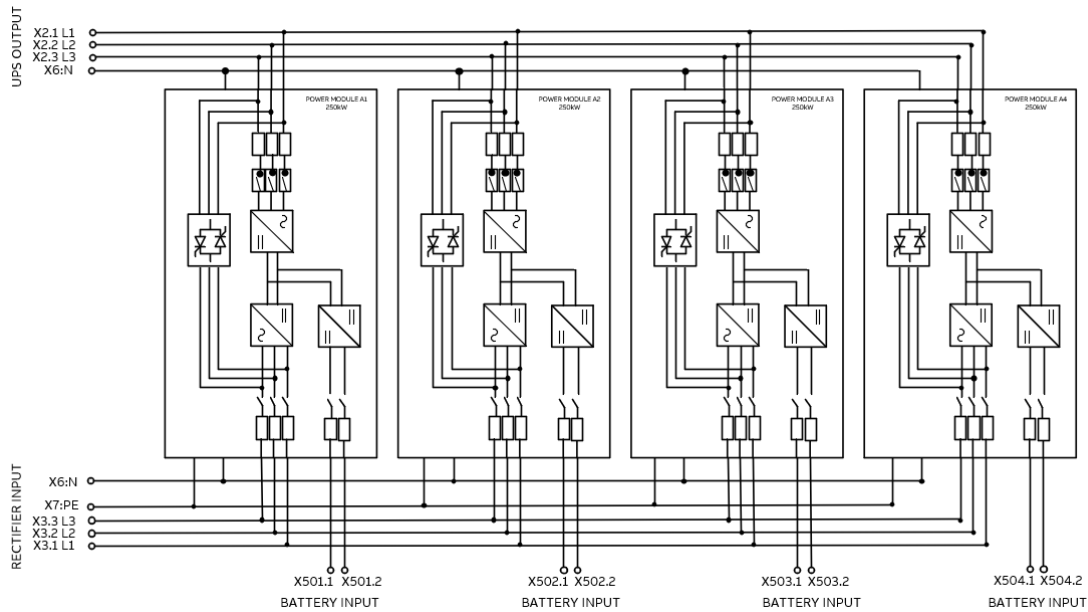 UPS OUTPUT
X2.1 L1
X2.2 L2
X2.3 L3
X6:N
POWER MODULE A1
250kW
POWER MODULE A2
250kW
POWER MODULE A3
250kW
POWER MODULE A4
250kW
RECTIFIER INPUT
X6:N
X7:PE
X3.3 L3
X3.2 L2
X3.1 L1
X501.1 X501.2
BATTERY INPUT
X502.1 X502.2
BATTERY INPUT
X503.1 X503.2
BATTERY INPUT
X504.1 X504.2
BATTERY INPUT